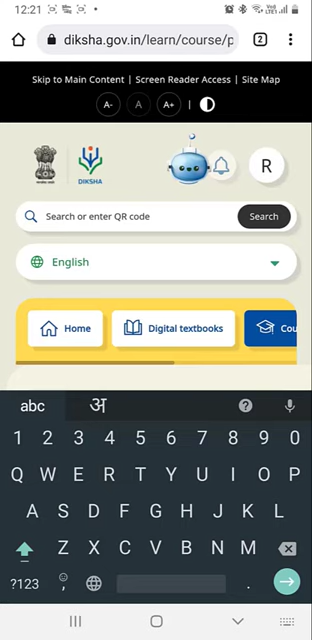 12:21
diksha.gov.in/learn/course/p
2
Skip to Main Content | Screen Reader Access | Site Map
A- A A+ |
DIKSHA
R
Search or enter QR code Search
English
Home Digital textbooks Cou
abc अ
1 2 3 4 5 6 7 8 9 0
Q W E R T Y U I O P
A S D F G H J K L
Z X C V B N M
?123 , .